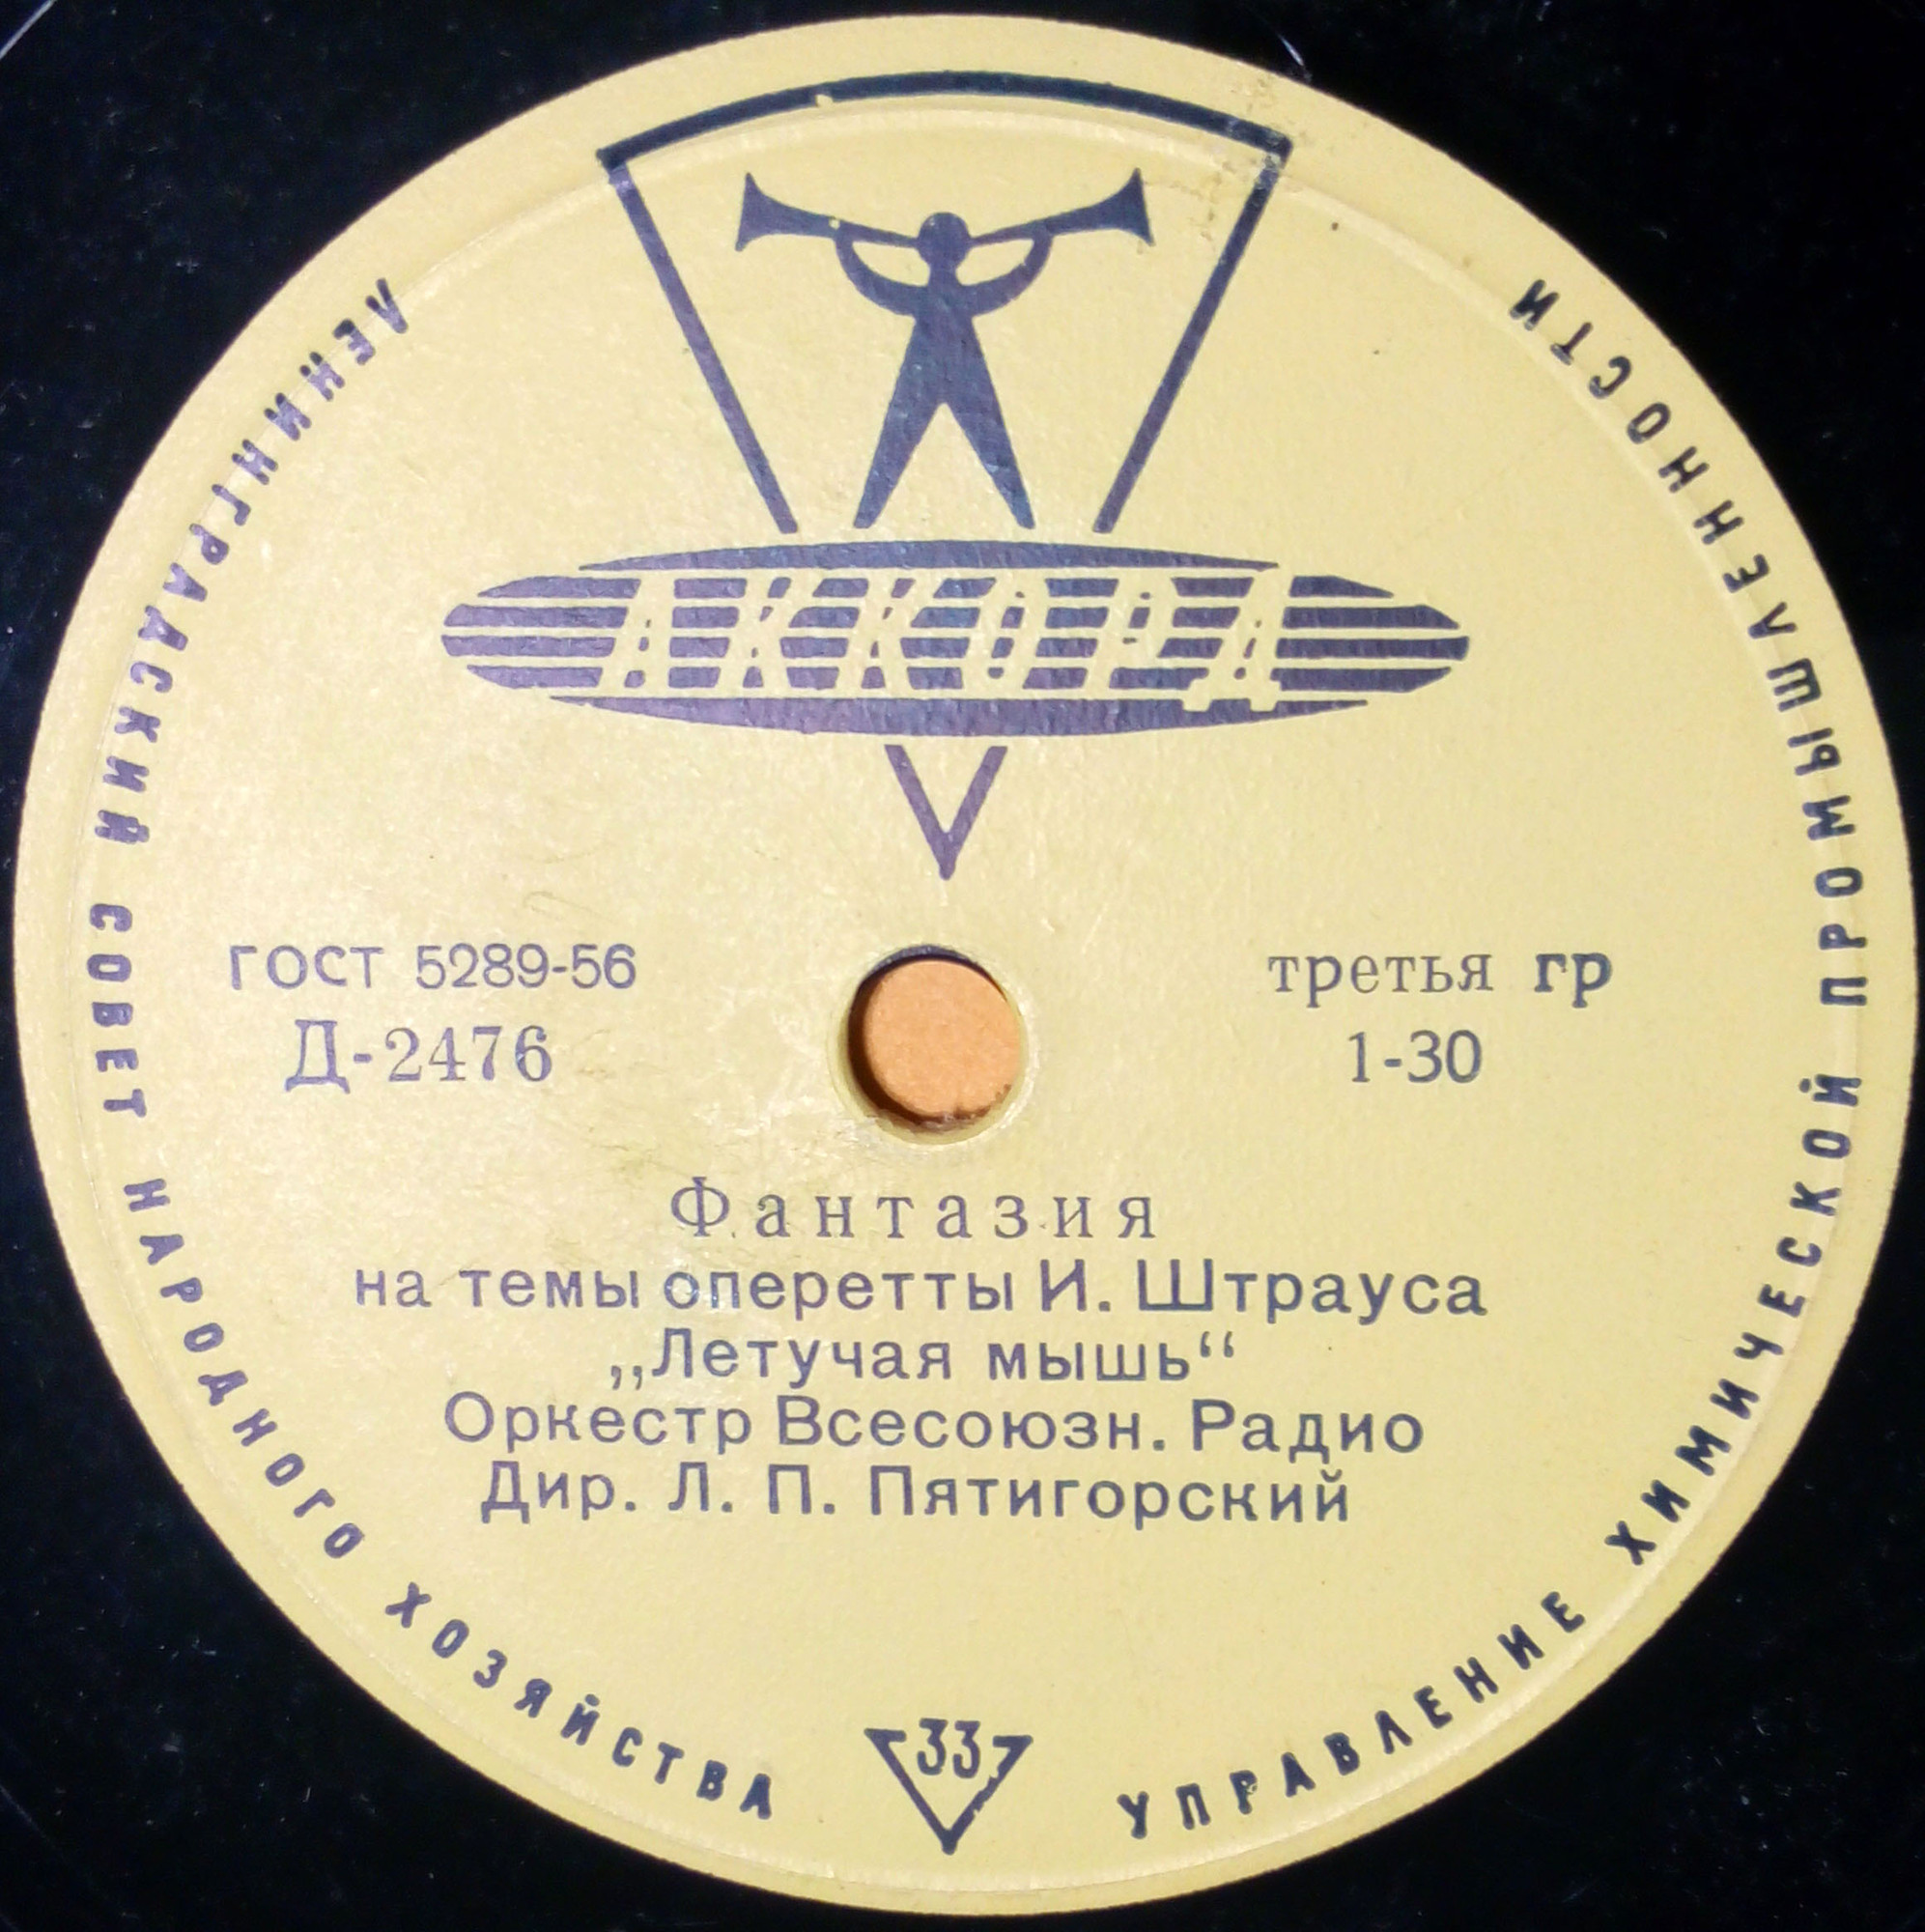 АККОРД
ГОСТ 5289-56
Д-2476
третья гр
1-30
Фантазия
на темы оперетты И. Штрауса
„Летучая мышь“
Оркестр Всесоюзн. Радио
Дир. Л. П. Пятигорский
33
ЛЕНИНГРАДСКИЙ СОВЕТ НАРОДНОГО ХОЗЯЙСТВА
УПРАВЛЕНИЕ ХИМИЧЕСКОЙ ПРОМЫШЛЕННОСТИ